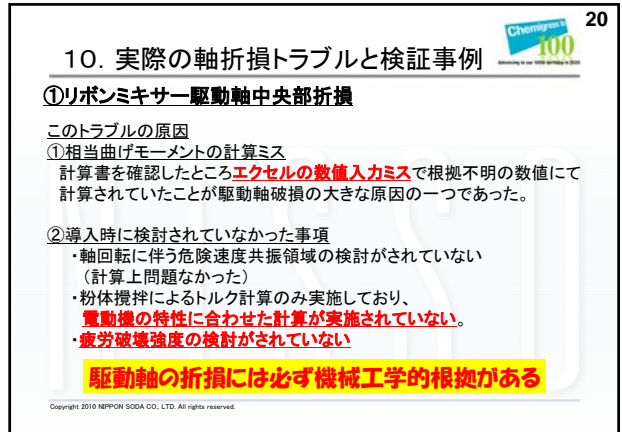 20
Chemigress to
100
Advancing to our 100th birthday in 2020
10．実際の軸折損トラブルと検証事例
①リボンミキサー駆動軸中央部折損
このトラブルの原因
①相当曲げモーメントの計算ミス
計算書を確認したところエクセルの数値入力ミスで根拠不明の数値にて
計算されていたことが駆動軸破損の大きな原因の一つであった。
②導入時に検討されていなかった事項
・軸回転に伴う危険速度共振領域の検討がされていない
（計算上問題なかった）
・粉体攪拌によるトルク計算のみ実施しており、
電動機の特性に合わせた計算が実施されていない。
・疲労破壊強度の検討がされていない
駆動軸の折損には必ず機械工学的根拠がある
Copyright 2010 NIPPON SODA CO., LTD. All rights reserved.